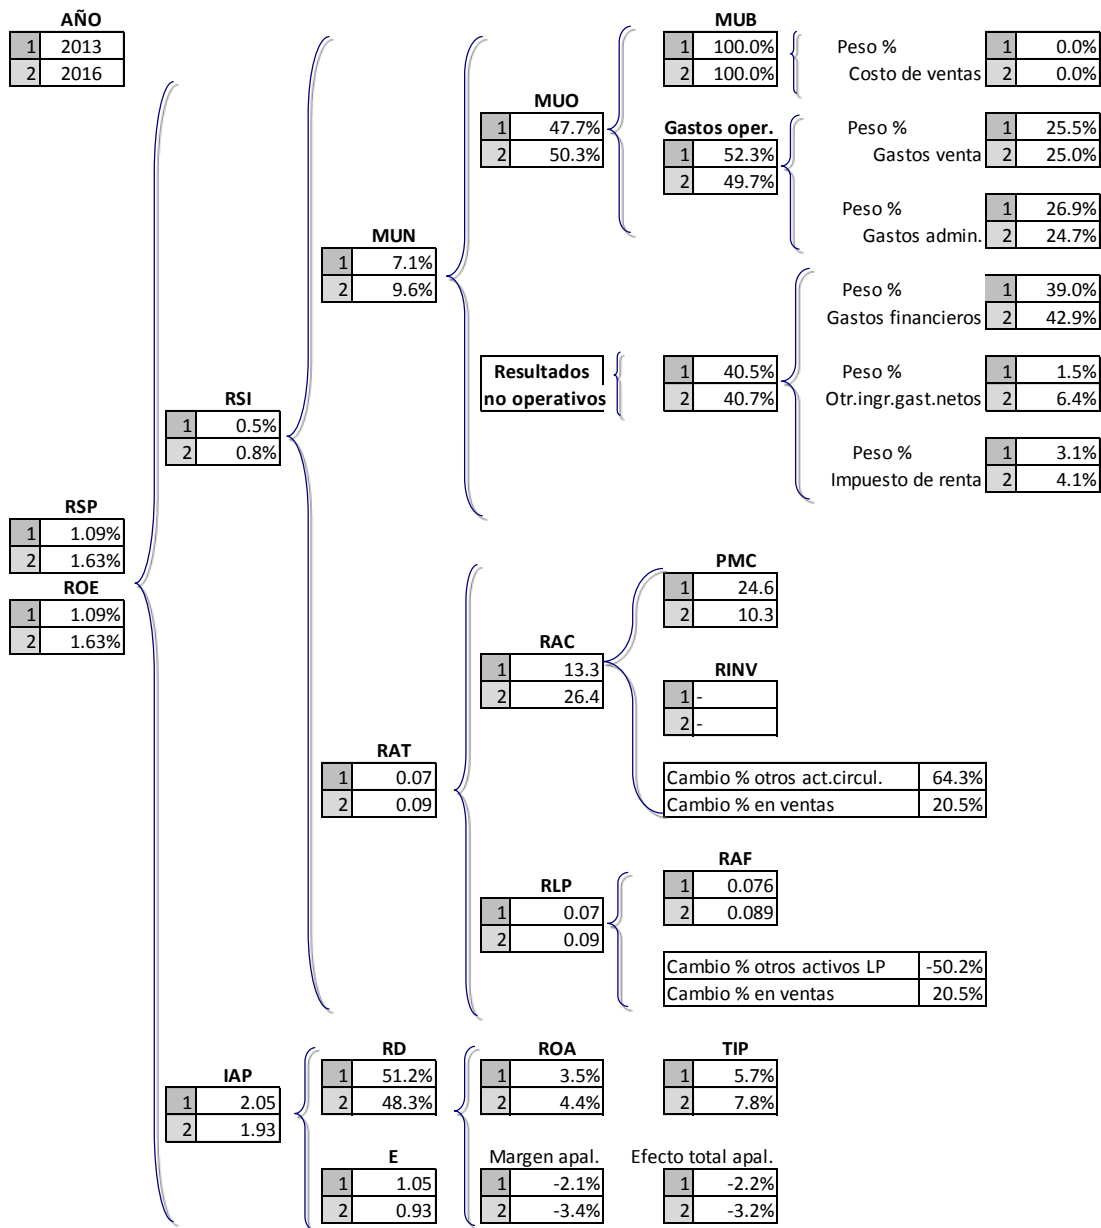 AÑO
1 2013
2 2016
RSP
1 1.09%
2 1.63%
ROE
1 1.09%
2 1.63%
RSI
1 0.5%
2 0.8%
MUN
1 7.1%
2 9.6%
MUO
1 47.7%
2 50.3%
MUB
1 100.0%
2 100.0%
Peso %
Costo de ventas
1 0.0%
2 0.0%
Gastos oper.
1 52.3%
2 49.7%
Peso %
Gastos venta
1 25.5%
2 25.0%
Peso %
Gastos admin.
1 26.9%
2 24.7%
Resultados
no operativos
1 40.5%
2 40.7%
Peso %
Gastos financieros
1 39.0%
2 42.9%
Peso %
Otr.ingr.gast.netos
1 1.5%
2 6.4%
Peso %
Impuesto de renta
1 3.1%
2 4.1%
RAT
1 0.07
2 0.09
RAC
1 13.3
2 26.4
PMC
1 24.6
2 10.3
RINV
1 -
2 -
Cambio % otros act.circul. 64.3%
Cambio % en ventas 20.5%
RLP
1 0.07
2 0.09
RAF
1 0.076
2 0.089
Cambio % otros activos LP -50.2%
Cambio % en ventas 20.5%
IAP
1 2.05
2 1.93
RD
1 51.2%
2 48.3%
E
1 1.05
2 0.93
ROA
1 3.5%
2 4.4%
TIP
1 5.7%
2 7.8%
Margen apal.
1 -2.1%
2 -3.4%
Efecto total apal.
1 -2.2%
2 -3.2%